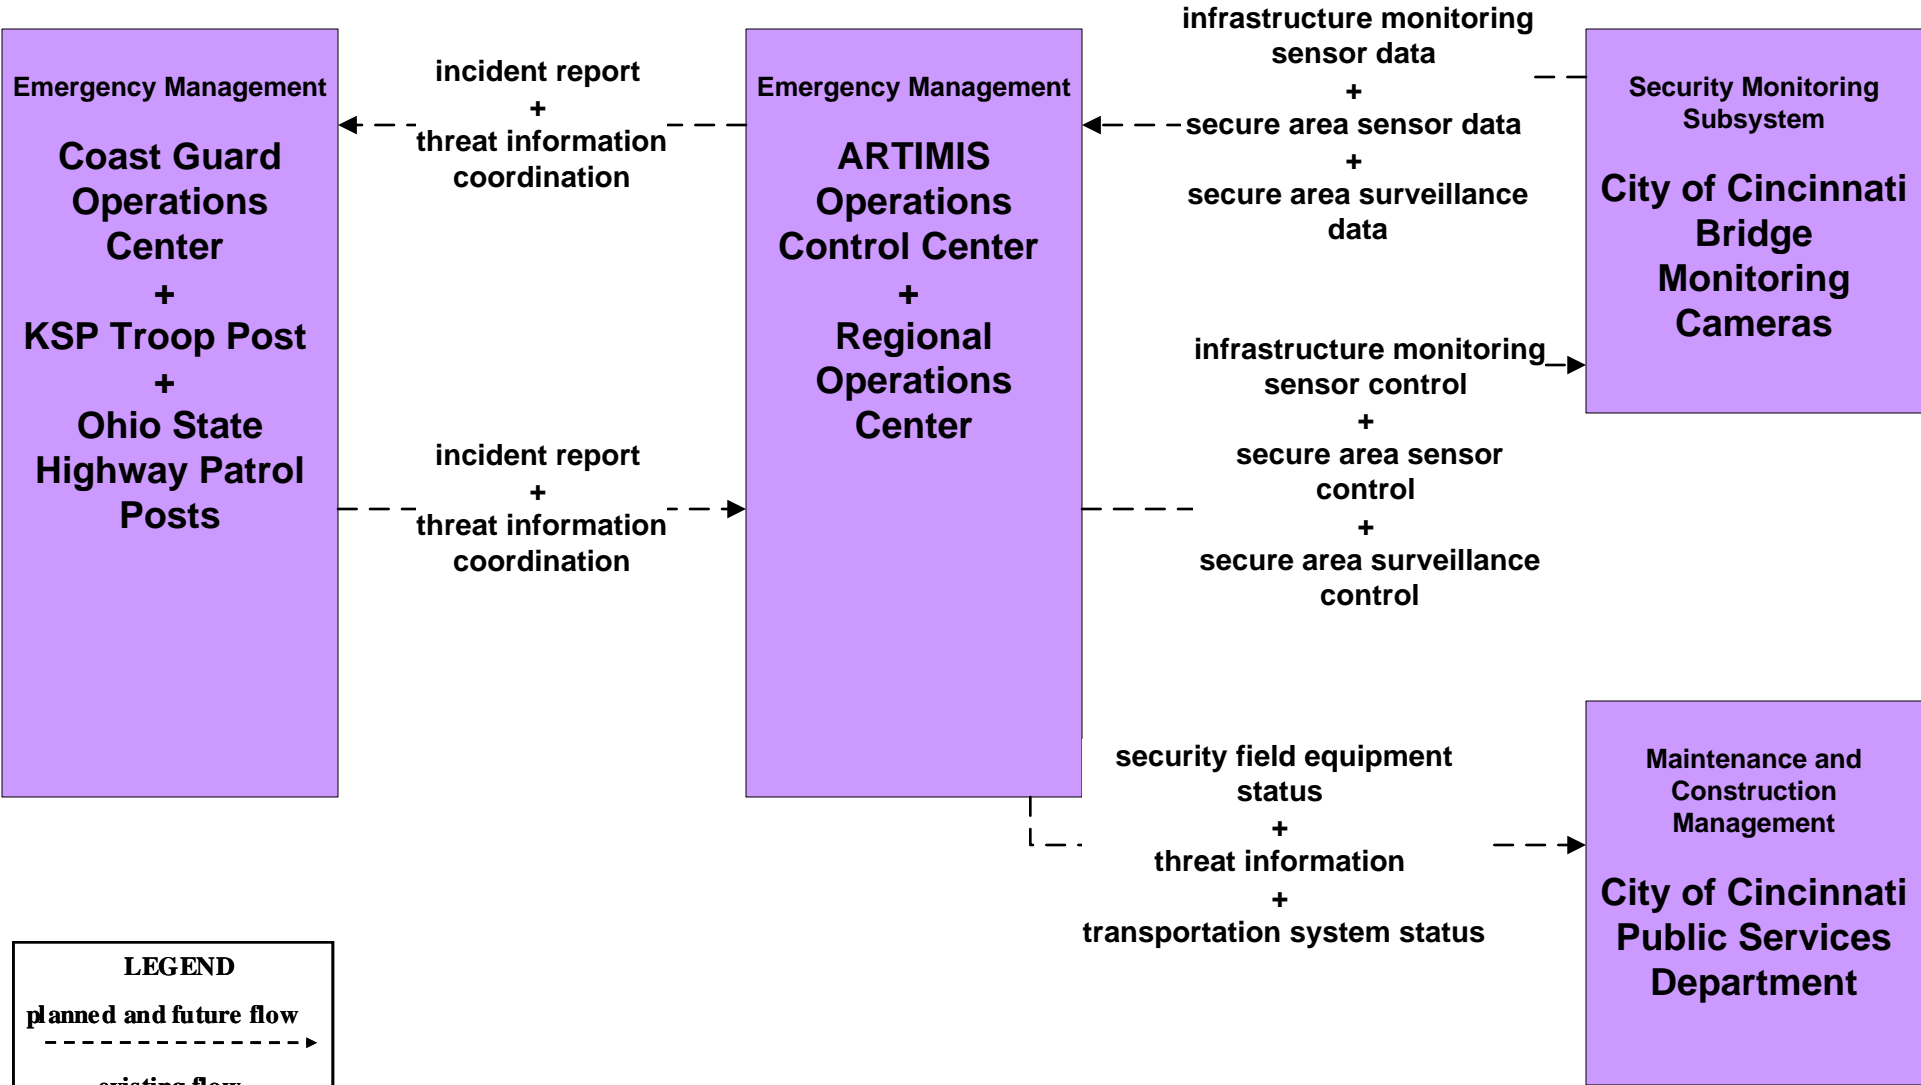 Emergency Management
Coast Guard
Operations
Center
+
KSP Troop Post
+
Ohio State
Highway Patrol
Posts
incident report
+
threat information
coordination
incident report
+
threat information
coordination
Emergency Management
ARTIMIS
Operations
Control Center
+
Regional
Operations
Center
infrastructure monitoring
sensor data
+
secure area sensor data
+
secure area surveillance
data
infrastructure monitoring
sensor control
+
secure area sensor
control
+
secure area surveillance
control
security field equipment
status
+
threat information
+
transportation system status
Security Monitoring
Subsystem
City of Cincinnati
Bridge
Monitoring
Cameras
Maintenance and
Construction
Management
City of Cincinnati
Public Services
Department
LEGEND
planned and future flow
existing flow